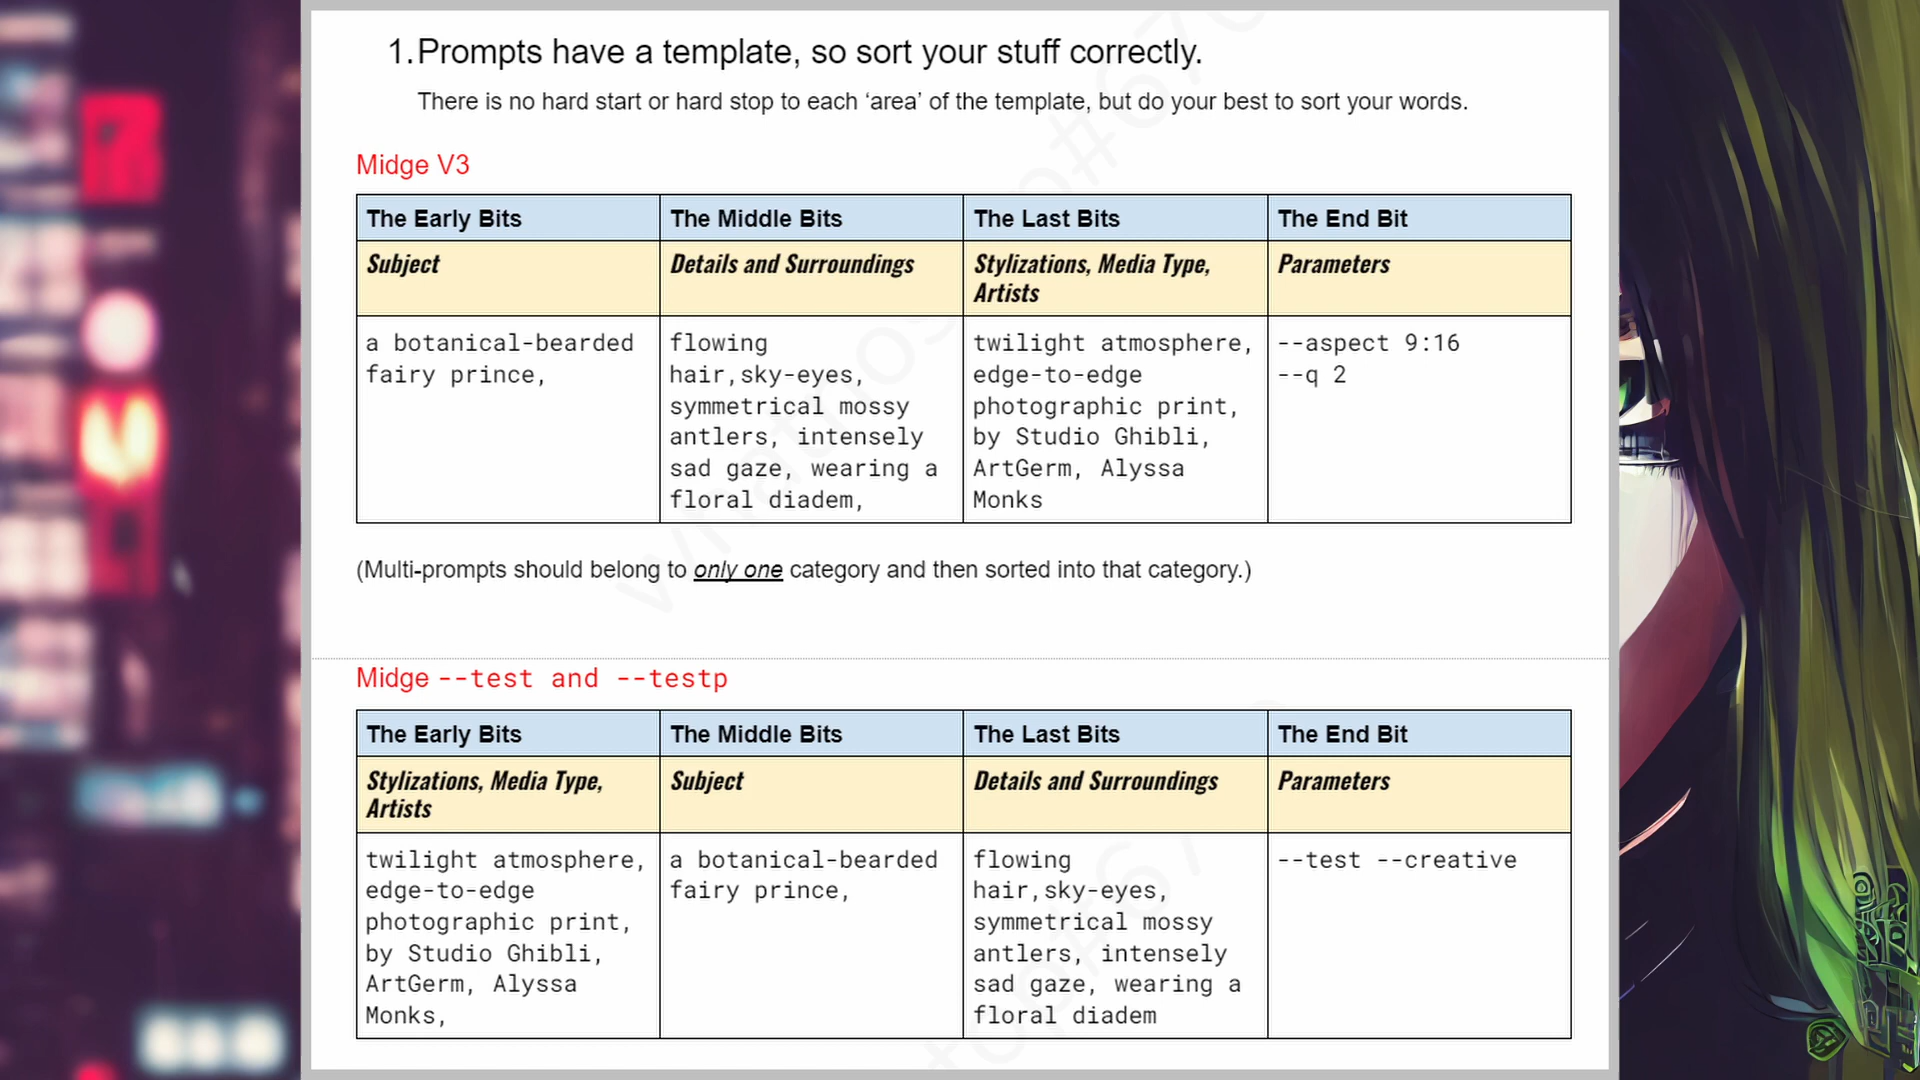 1. Prompts have a template, so sort your stuff correctly.
There is no hard start or hard stop to each ‘area’ of the template, but do your best to sort your words.
Midge V3
The Early Bits
The Middle Bits
The Last Bits
The End Bit
Subject
Details and Surroundings
Stylizations, Media Type,
Artists
Parameters
a botanical-bearded
fairy prince,
flowing
hair,sky-eyes,
symmetrical mossy
antlers, intensely
sad gaze, wearing a
floral diadem,
twilight atmosphere,
edge-to-edge
photographic print,
by Studio Ghibli,
ArtGerm, Alyssa
Monks
--aspect 9:16
--q 2
(Multi-prompts should belong to only one category and then sorted into that category.)
Midge --test and --testp
The Early Bits
The Middle Bits
The Last Bits
The End Bit
Stylizations, Media Type,
Artists
Subject
Details and Surroundings
Parameters
twilight atmosphere,
edge-to-edge
photographic print,
by Studio Ghibli,
ArtGerm, Alyssa
Monks,
a botanical-bearded
fairy prince,
flowing
hair,sky-eyes,
symmetrical mossy
antlers, intensely
sad gaze, wearing a
floral diadem
--test --creative